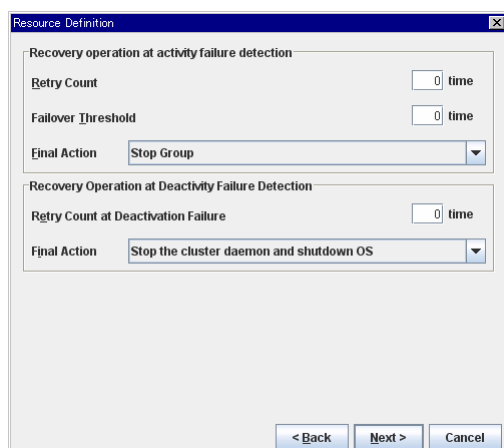 Resource Definition
Recovery operation at activity failure detection
Retry Count 0 time
Failover Threshold 0 time
Final Action Stop Group
Recovery Operation at Deactivity Failure Detection
Retry Count at Deactivation Failure 0 time
Final Action Stop the cluster daemon and shutdown OS
< Back Next > Cancel